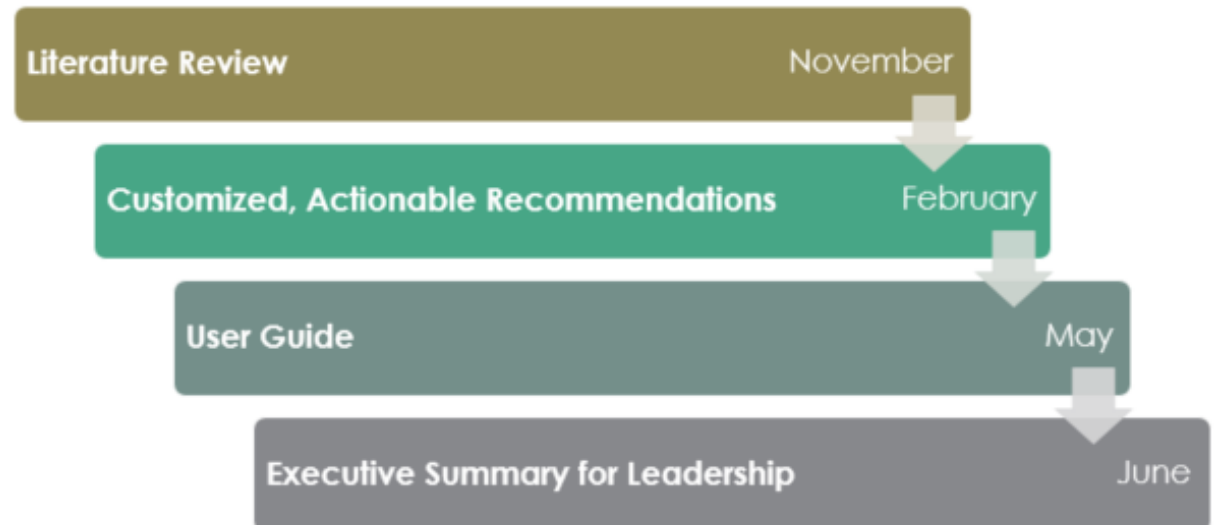 Literature Review November
Customized, Actionable Recommendations February
User Guide May
Executive Summary for Leadership June